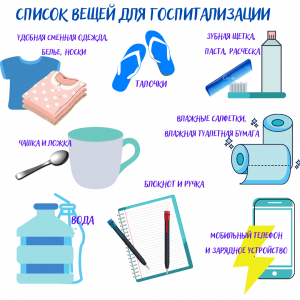 СПИСОК ВЕЩЕЙ ДЛЯ ГОСПИТАЛИЗАЦИИ
УДОБНАЯ СМЕННАЯ ОДЕЖДА,
БЕЛЬЕ, НОСКИ
ТАПОЧКИ
ЗУБНАЯ ЩЕТКА,
ПАСТА, РАСЧЕСКА
ЧАШКА И ЛОЖКА
ВЛАЖНЫЕ САЛФЕТКИ,
ВЛАЖНАЯ ТУАЛЕТНАЯ БУМАГА
БЛОКНОТ И РУЧКА
ВОДА
МОБИЛЬНЫЙ ТЕЛЕФОН
И ЗАРЯДНОЕ УСТРОЙСТВО